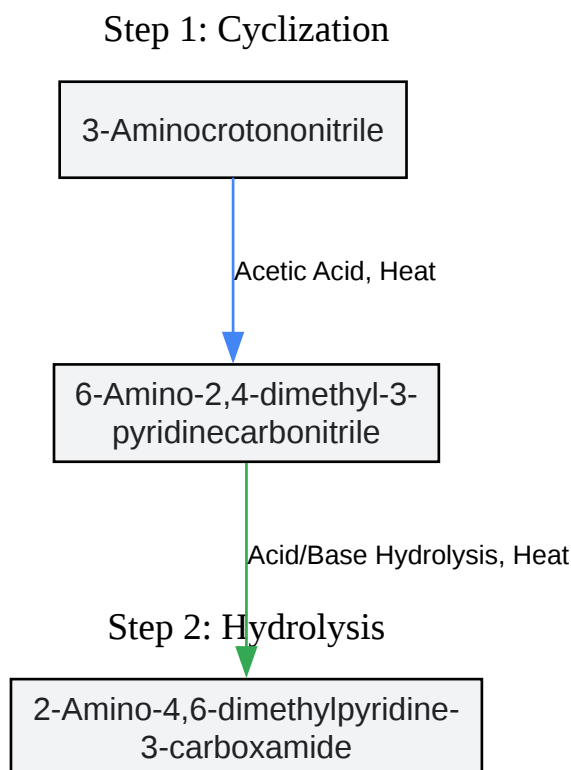 Step 1: Cyclization
3-Aminocrotononitrile
Acetic Acid, Heat
6-Amino-2,4-dimethyl-3-
pyridinecarbonitrile
Acid/Base Hydrolysis, Heat
Step 2: Hydrolysis
2-Amino-4,6-dimethylpyridine-
3-carboxamide